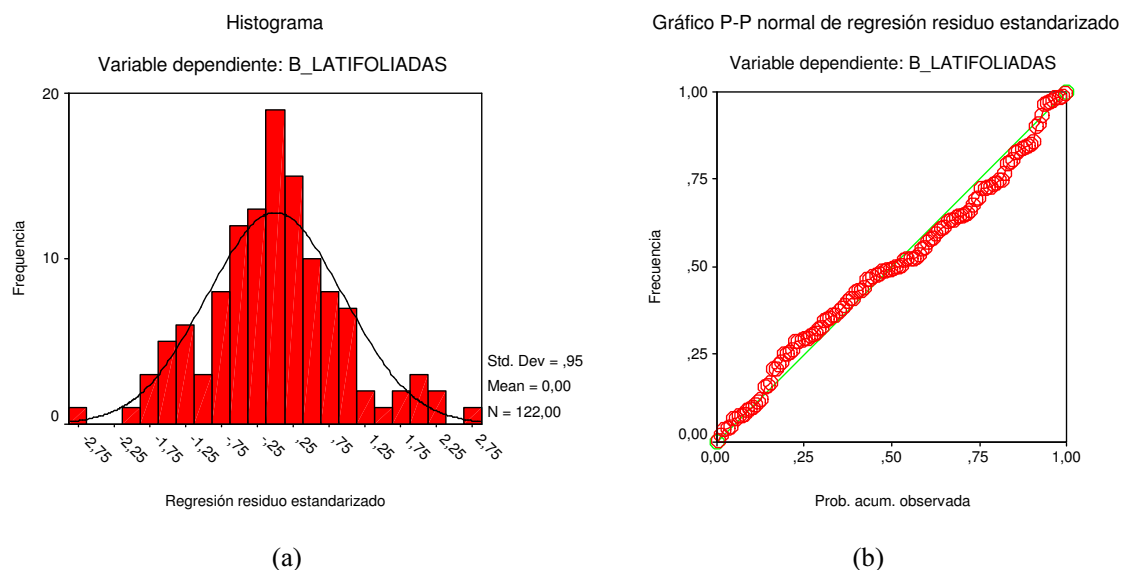 Histograma
Variable dependiente: B_LATIFOLIADAS
Frequencia
20
10
0
-2,75
-2,25
-1,75
-1,25
-,75
-,25
,25
,75
1,25
1,75
2,25
2,75
Std. Dev = ,95
Mean = 0,00
N = 122,00
Regresión residuo estandarizado
(a)
Gráfico P-P normal de regresión residuo estandarizado
Variable dependiente: B_LATIFOLIADAS
Frecuencia
1,00
,75
,50
,25
0,00
0,00 ,25 ,50 ,75 1,00
Prob. acum. observada
(b)